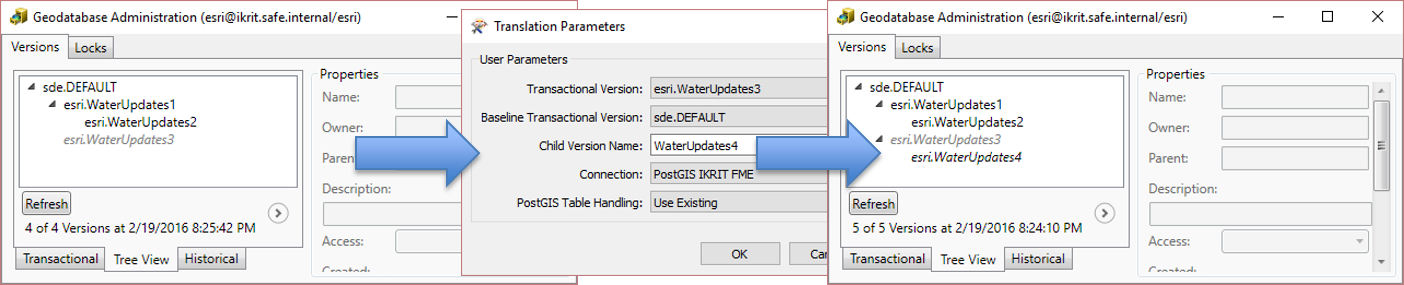 Geodatabase Administration (esri@ikrit.safe.internal/esri)
Versions Locks
sde.DEFAULT
esri.WaterUpdates1
esri.WaterUpdates2
esri.WaterUpdates3
Refresh
4 of 4 Versions at 2/19/2016 8:25:42 PM
Transactional Tree View Historical
Properties
Name:
Owner:
Parent
Description:
Access:
Created:
Translation Parameters
User Parameters
Transactional Version: esri.WaterUpdates3
Baseline Transactional Version: sde.DEFAULT
Child Version Name: WaterUpdates4
Connection: PostGIS IKRIT FME
PostGIS Table Handling: Use Existing
OK
Geodatabase Administration (esri@ikrit.safe.internal/esri)
Versions Locks
sde.DEFAULT
esri.WaterUpdates1
esri.WaterUpdates2
esri.WaterUpdates3
esri.WaterUpdates4
Refresh
5 of 5 Versions at 2/19/2016 8:24:10 PM
Transactional Tree View Historical
Properties
Name:
Owner:
Parent:
Description:
Access:
Created: